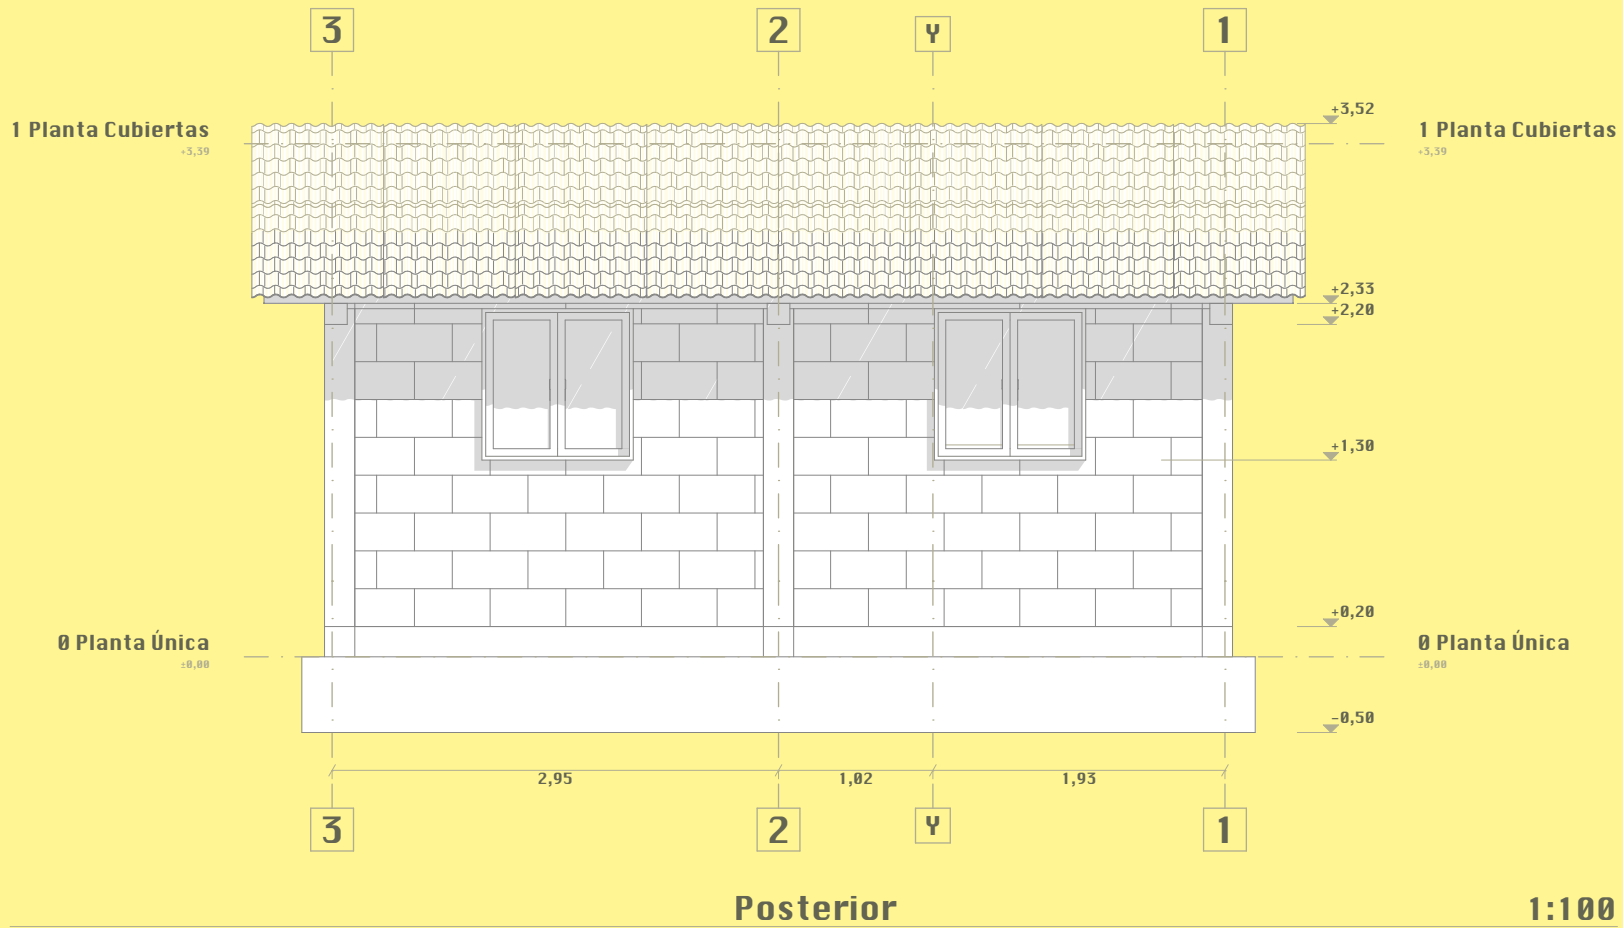 3 2 Y 1
+3,52
1 Planta Cubiertas 1 Planta Cubiertas
+3,39 +3,39
+2,33
+2,20
+1,30
+0,20
0 Planta Única 0 Planta Única
±0,00 ±0,00
-0,50
2,95 1,02 1,93
3 2 Y 1
Posterior 1:100